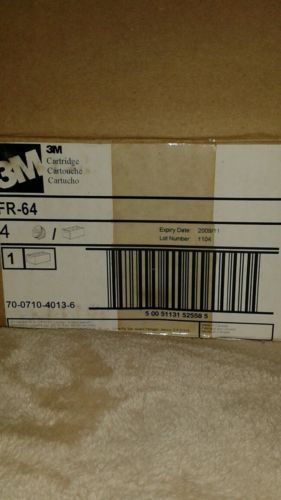 3M
3M
Cartridge
Cartouche
Cartucho
FR-64
4 /
Expiry Date: 2009/11
Lot Number: 1104
1
70-0710-4013-6
5 00 51131 52558 5